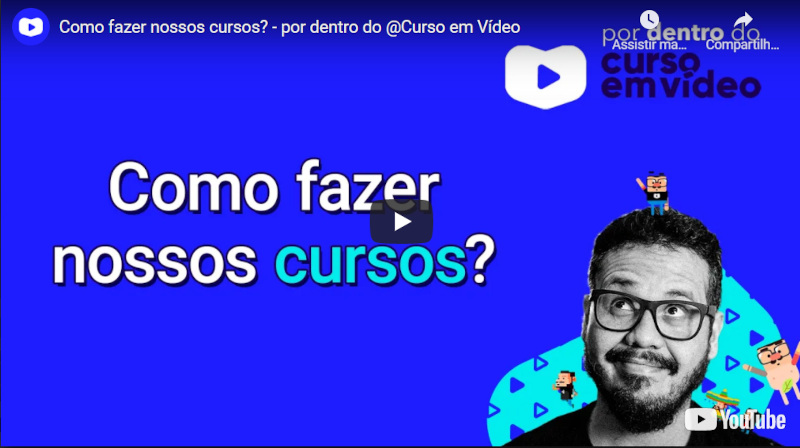 Como fazer nossos cursos? - por dentro do @Curso em Vídeo
Assistir ma...
Compartilh...
por dentro do
curso
em vídeo
Como fazer
nossos cursos?
YouTube